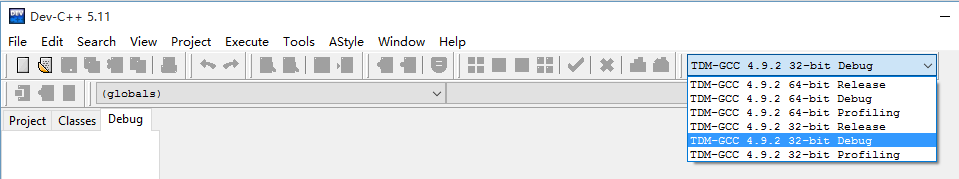 Dev-C++ 5.11
File Edit Search View Project Execute Tools AStyle Window Help
TDM-GCC 4.9.2 32-bit Debug
(globals)
TDM-GCC 4.9.2 64-bit Release
TDM-GCC 4.9.2 64-bit Debug
TDM-GCC 4.9.2 64-bit Profiling
TDM-GCC 4.9.2 32-bit Release
TDM-GCC 4.9.2 32-bit Debug
TDM-GCC 4.9.2 32-bit Profiling
Project Classes Debug